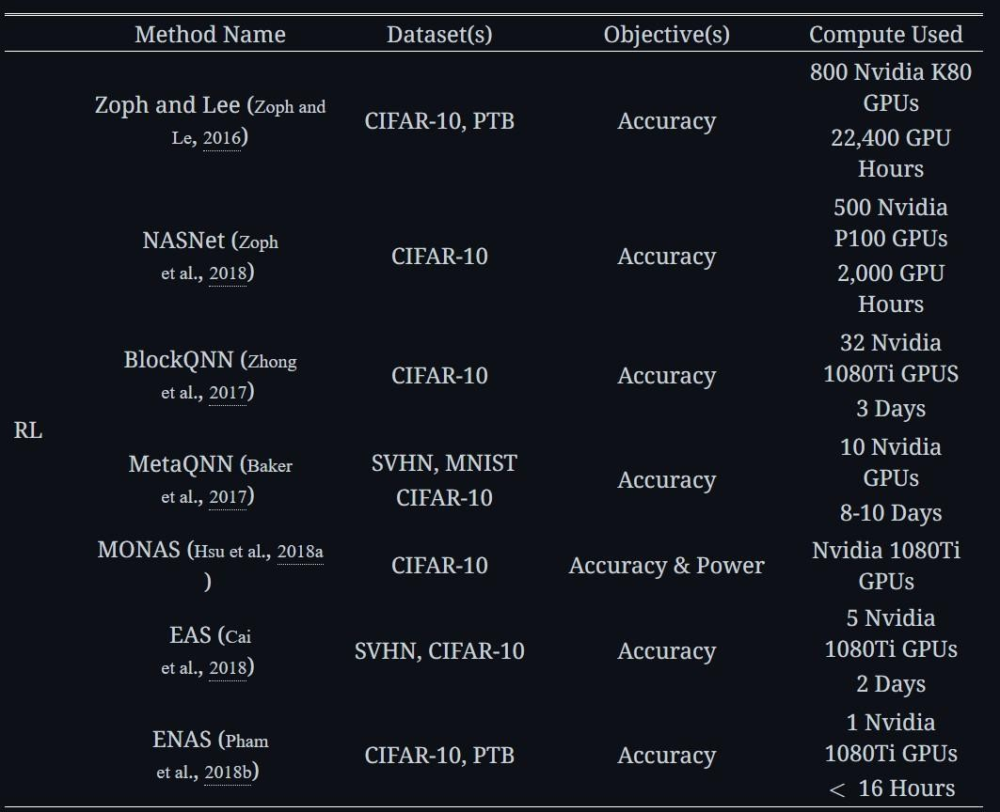 Method Name Dataset(s) Objective(s) Compute Used
Zoph and Lee (Zoph and
Le, 2016)
CIFAR-10, PTB
Accuracy
800 Nvidia K80
GPUs
22,400 GPU
Hours
NASNet (Zoph
et al., 2018)
CIFAR-10
Accuracy
500 Nvidia
P100 GPUs
2,000 GPU
Hours
BlockQNN (Zhong
et al., 2017)
CIFAR-10
Accuracy
32 Nvidia
1080Ti GPUS
3 Days
RL
MetaQNN (Baker
et al., 2017)
SVHN, MNIST
CIFAR-10
Accuracy
10 Nvidia
GPUs
8-10 Days
MONAS (Hsu et al., 2018a
)
CIFAR-10
Accuracy & Power
Nvidia 1080Ti
GPUs
EAS (Cai
et al., 2018)
SVHN, CIFAR-10
Accuracy
5 Nvidia
1080Ti GPUs
2 Days
ENAS (Pham
et al., 2018b)
CIFAR-10, PTB
Accuracy
1 Nvidia
1080Ti GPUs
< 16 Hours